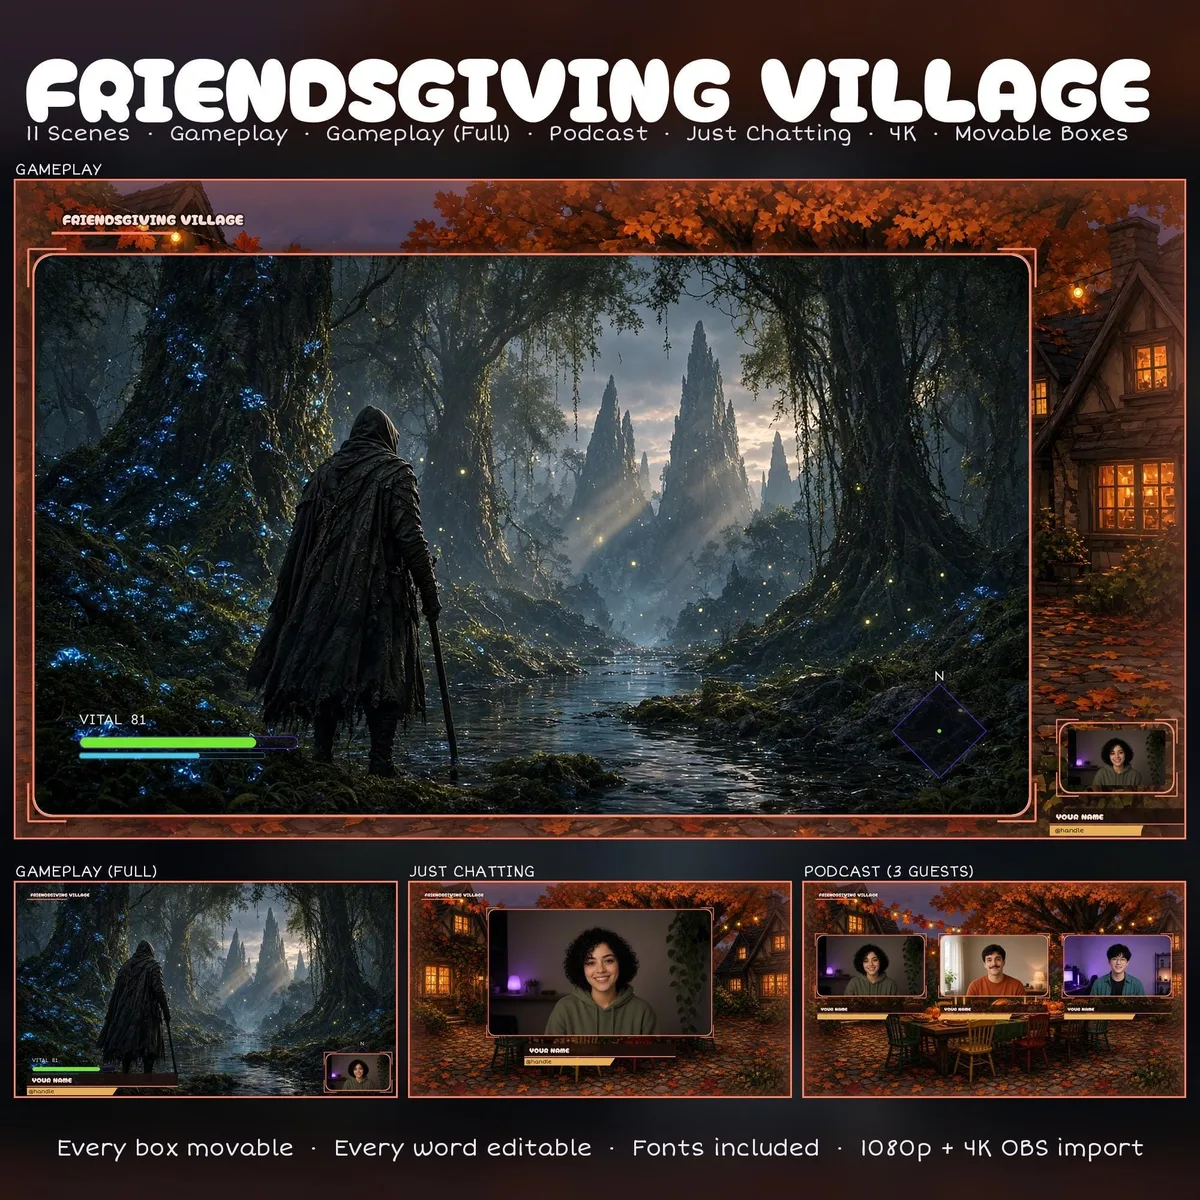 FRIENDSGIVING VILLAGE
11 Scenes · Gameplay · Gameplay (Full) · Podcast · Just Chatting · 4K · Movable Boxes
GAMEPLAY
FRIENDSGIVING VILLAGE
N
VITAL 81
YOUR NAME
@handle
GAMEPLAY (FULL)
JUST CHATTING
PODCAST (3 GUESTS)
FRIENDSGIVING VILLAGE
N
VITAL 81
YOUR NAME
@handle
FRIENDSGIVING VILLAGE
YOUR NAME
@handle
FRIENDSGIVING VILLAGE
YOUR NAME
YOUR NAME
YOUR NAME
Every box movable · Every word editable · Fonts included · 1080p + 4K OBS import